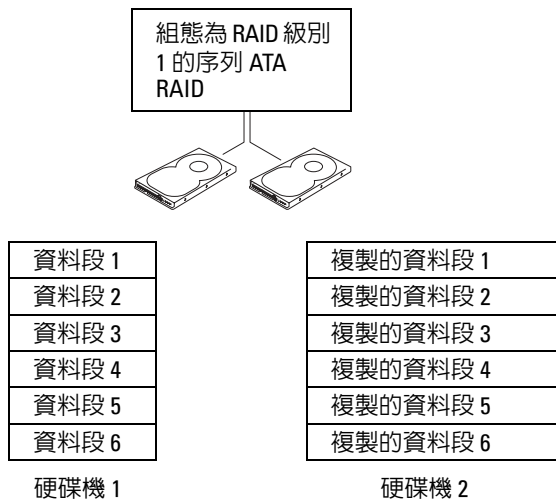 組態為 RAID 級別
1 的序列 ATA
RAID
資料段 1
資料段 2
資料段 3
資料段 4
資料段 5
資料段 6
硬碟機 1
複製的資料段 1
複製的資料段 2
複製的資料段 3
複製的資料段 4
複製的資料段 5
複製的資料段 6
硬碟機 2